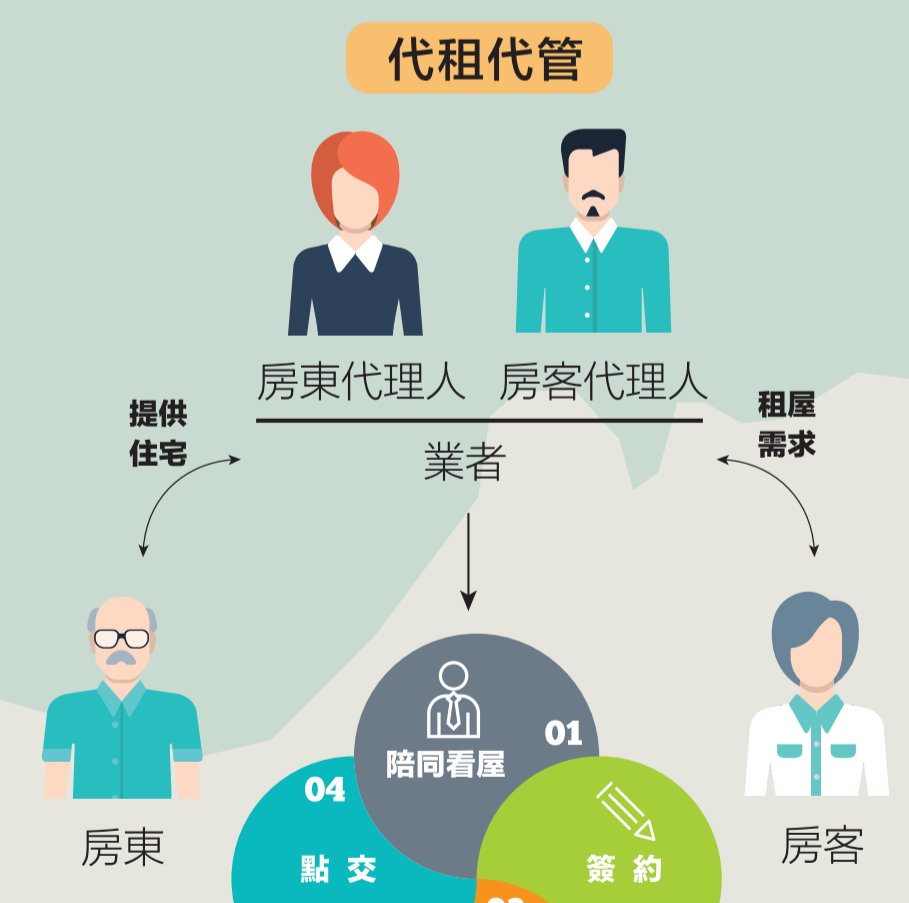 代租代管
房東代理人
房客代理人
提供
住宅
租屋
需求
業者
01
陪同看屋
04
點 交
簽 約
房東
房客